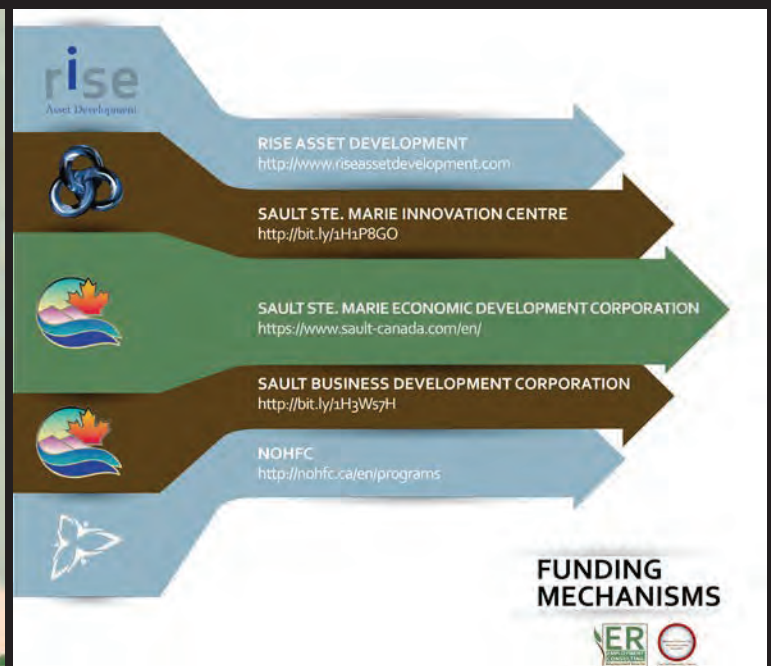 rise
Asset Development
RISE ASSET DEVELOPMENT
http://www.riseassetdevelopment.com
SAULT STE. MARIE INNOVATION CENTRE
http://bit.ly/1H1P8GO
SAULT STE. MARIE ECONOMIC DEVELOPMENT CORPORATION
https://www.sault-canada.com/en/
SAULT BUSINESS DEVELOPMENT CORPORATION
http://bit.ly/1H3Ws7H
NOHFC
http://nohfc.ca/en/programs
FUNDING
MECHANISMS
ER
EMPLOYMENT
CONSULTING